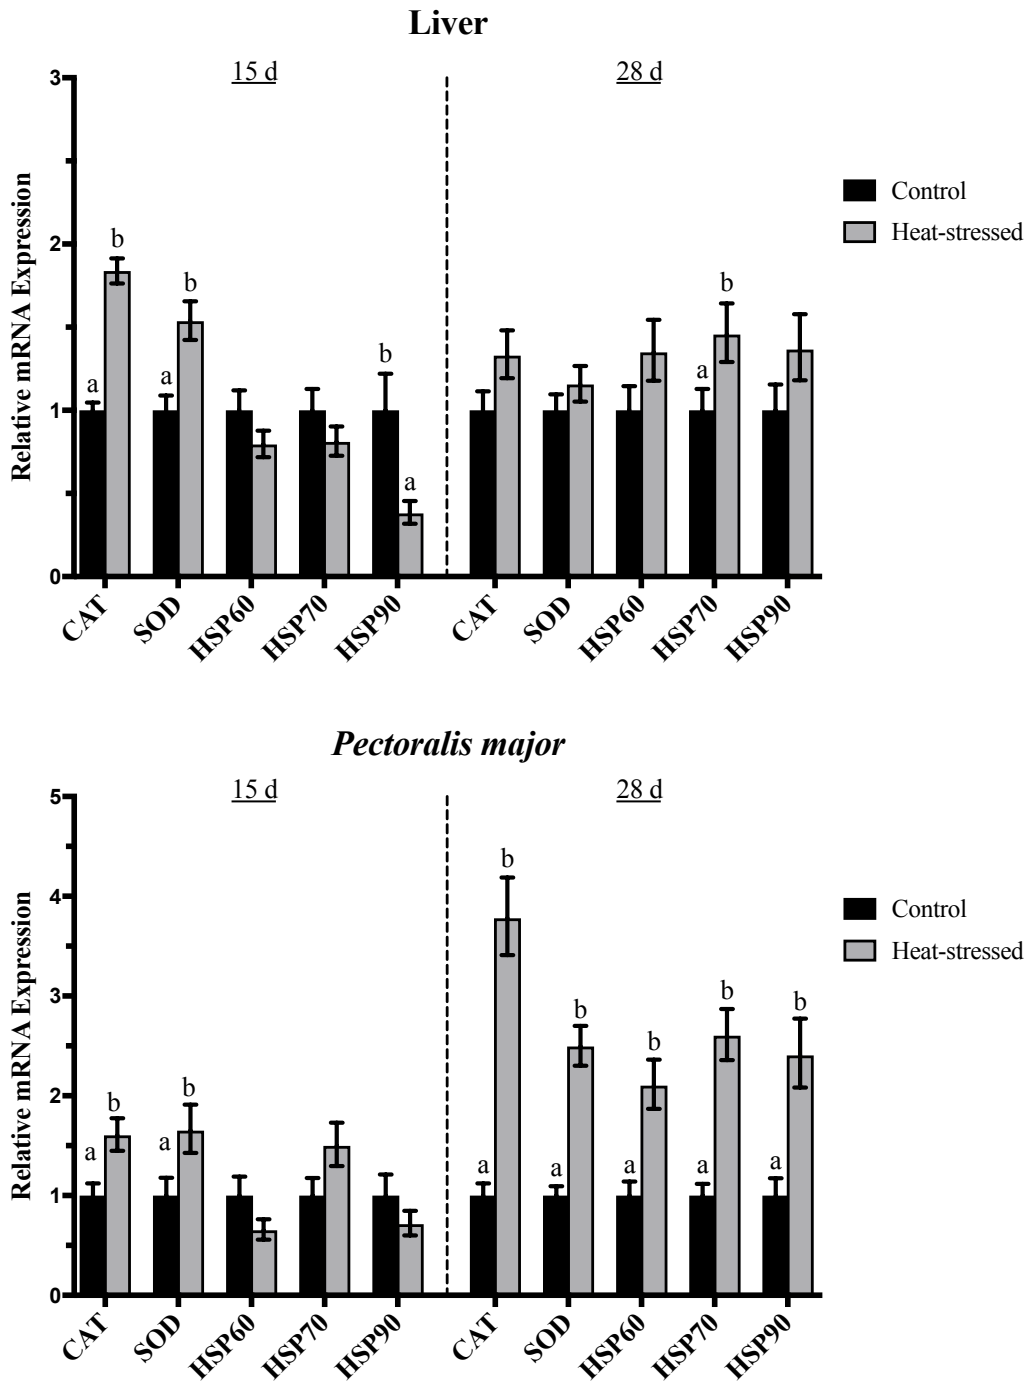 Liver
15 d
28 d
3
2
1
0
Relative mRNA Expression
b
a
b
a
b
a
b
a
Control
Heat-stressed
CAT
SOD
HSP60
HSP70
HSP90
CAT
SOD
HSP60
HSP70
HSP90
Pectoralis major
15 d
28 d
5
4
3
2
1
0
Relative mRNA Expression
a
b
a
b
a
b
a
b
a
b
a
b
a
b
Control
Heat-stressed
CAT
SOD
HSP60
HSP70
HSP90
CAT
SOD
HSP60
HSP70
HSP90